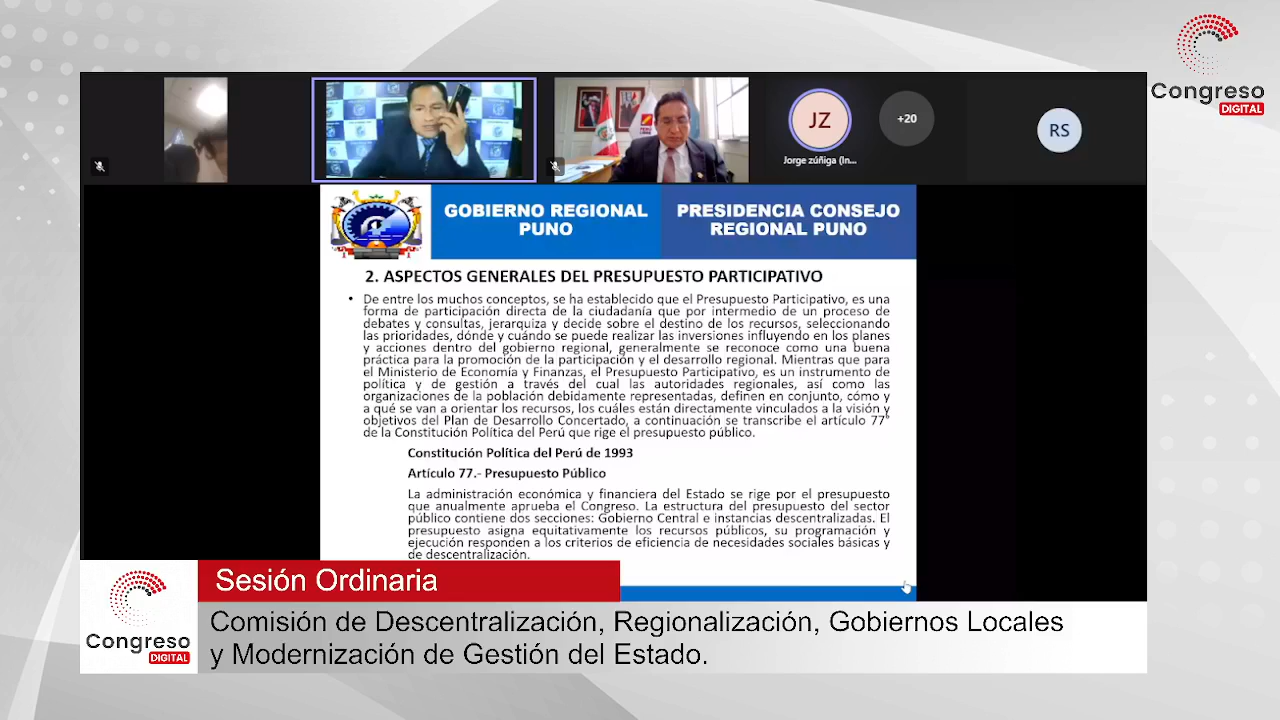 Congreso
DIGITAL
JZ
+20
RS
Jorge zúñiga (In...
GOBIERNO REGIONAL
PUNO
PRESIDENCIA CONSEJO
REGIONAL PUNO
2. ASPECTOS GENERALES DEL PRESUPUESTO PARTICIPATIVO
• De entre los muchos conceptos, se ha establecido que el Presupuesto Participativo, es una
forma de participación directa de la ciudadanía que por intermedio de un proceso de
debates y consultas, jerarquiza y decide sobre el destino de los recursos, seleccionando
las prioridades, dónde y cuándo se puede realizar las inversiones influyendo en los planes
y acciones dentro del gobierno regional, generalmente se reconoce como una buena
práctica para la promoción de la participación y el desarrollo regional. Mientras que para
el Ministerio de Economía y Finanzas, el Presupuesto Participativo, es un instrumento de
política y de gestión a través del cual las autoridades regionales, así como las
organizaciones de la población debidamente representadas, definen en conjunto, cómo y
a qué se van a orientar los recursos, los cuáles están directamente vinculados a la visión y
objetivos del Plan de Desarrollo Concertado, a continuación se transcribe el artículo 77°
de la Constitución Política del Perú que rige el presupuesto público.
Constitución Política del Perú de 1993
Artículo 77.- Presupuesto Público
La administración económica y financiera del Estado se rige por el presupuesto
que anualmente aprueba el Congreso. La estructura del presupuesto del sector
público contiene dos secciones: Gobierno Central e instancias descentralizadas. El
presupuesto asigna equitativamente los recursos públicos, su programación y
ejecución responden a los criterios de eficiencia de necesidades sociales básicas y
de descentralización.
Sesión Ordinaria
Congreso
DIGITAL
Comisión de Descentralización, Regionalización, Gobiernos Locales
y Modernización de Gestión del Estado.